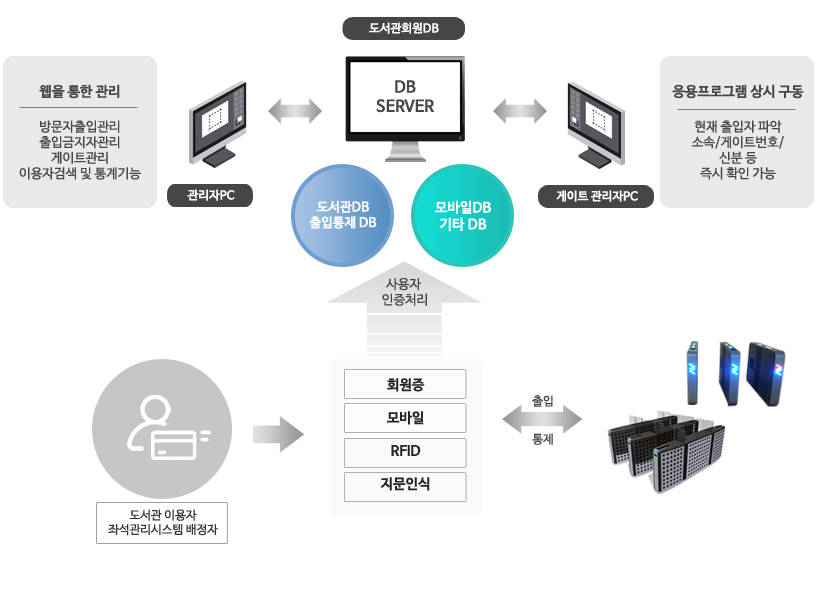 도서관회원DB
웹을 통한 관리
방문자출입관리
출입금지자관리
게이트관리
이용자검색 및 통계기능
관리자PC
DB
SERVER
응용프로그램 상시 구동
현재 출입자 파악
소속/게이트번호/
신분 등
즉시 확인 가능
게이트 관리자PC
도서관DB
출입통제 DB
모바일DB
기타 DB
사용자
인증처리
회원증
모바일
RFID
지문인식
출입
통제
도서관 이용자
좌석관리시스템 배정자